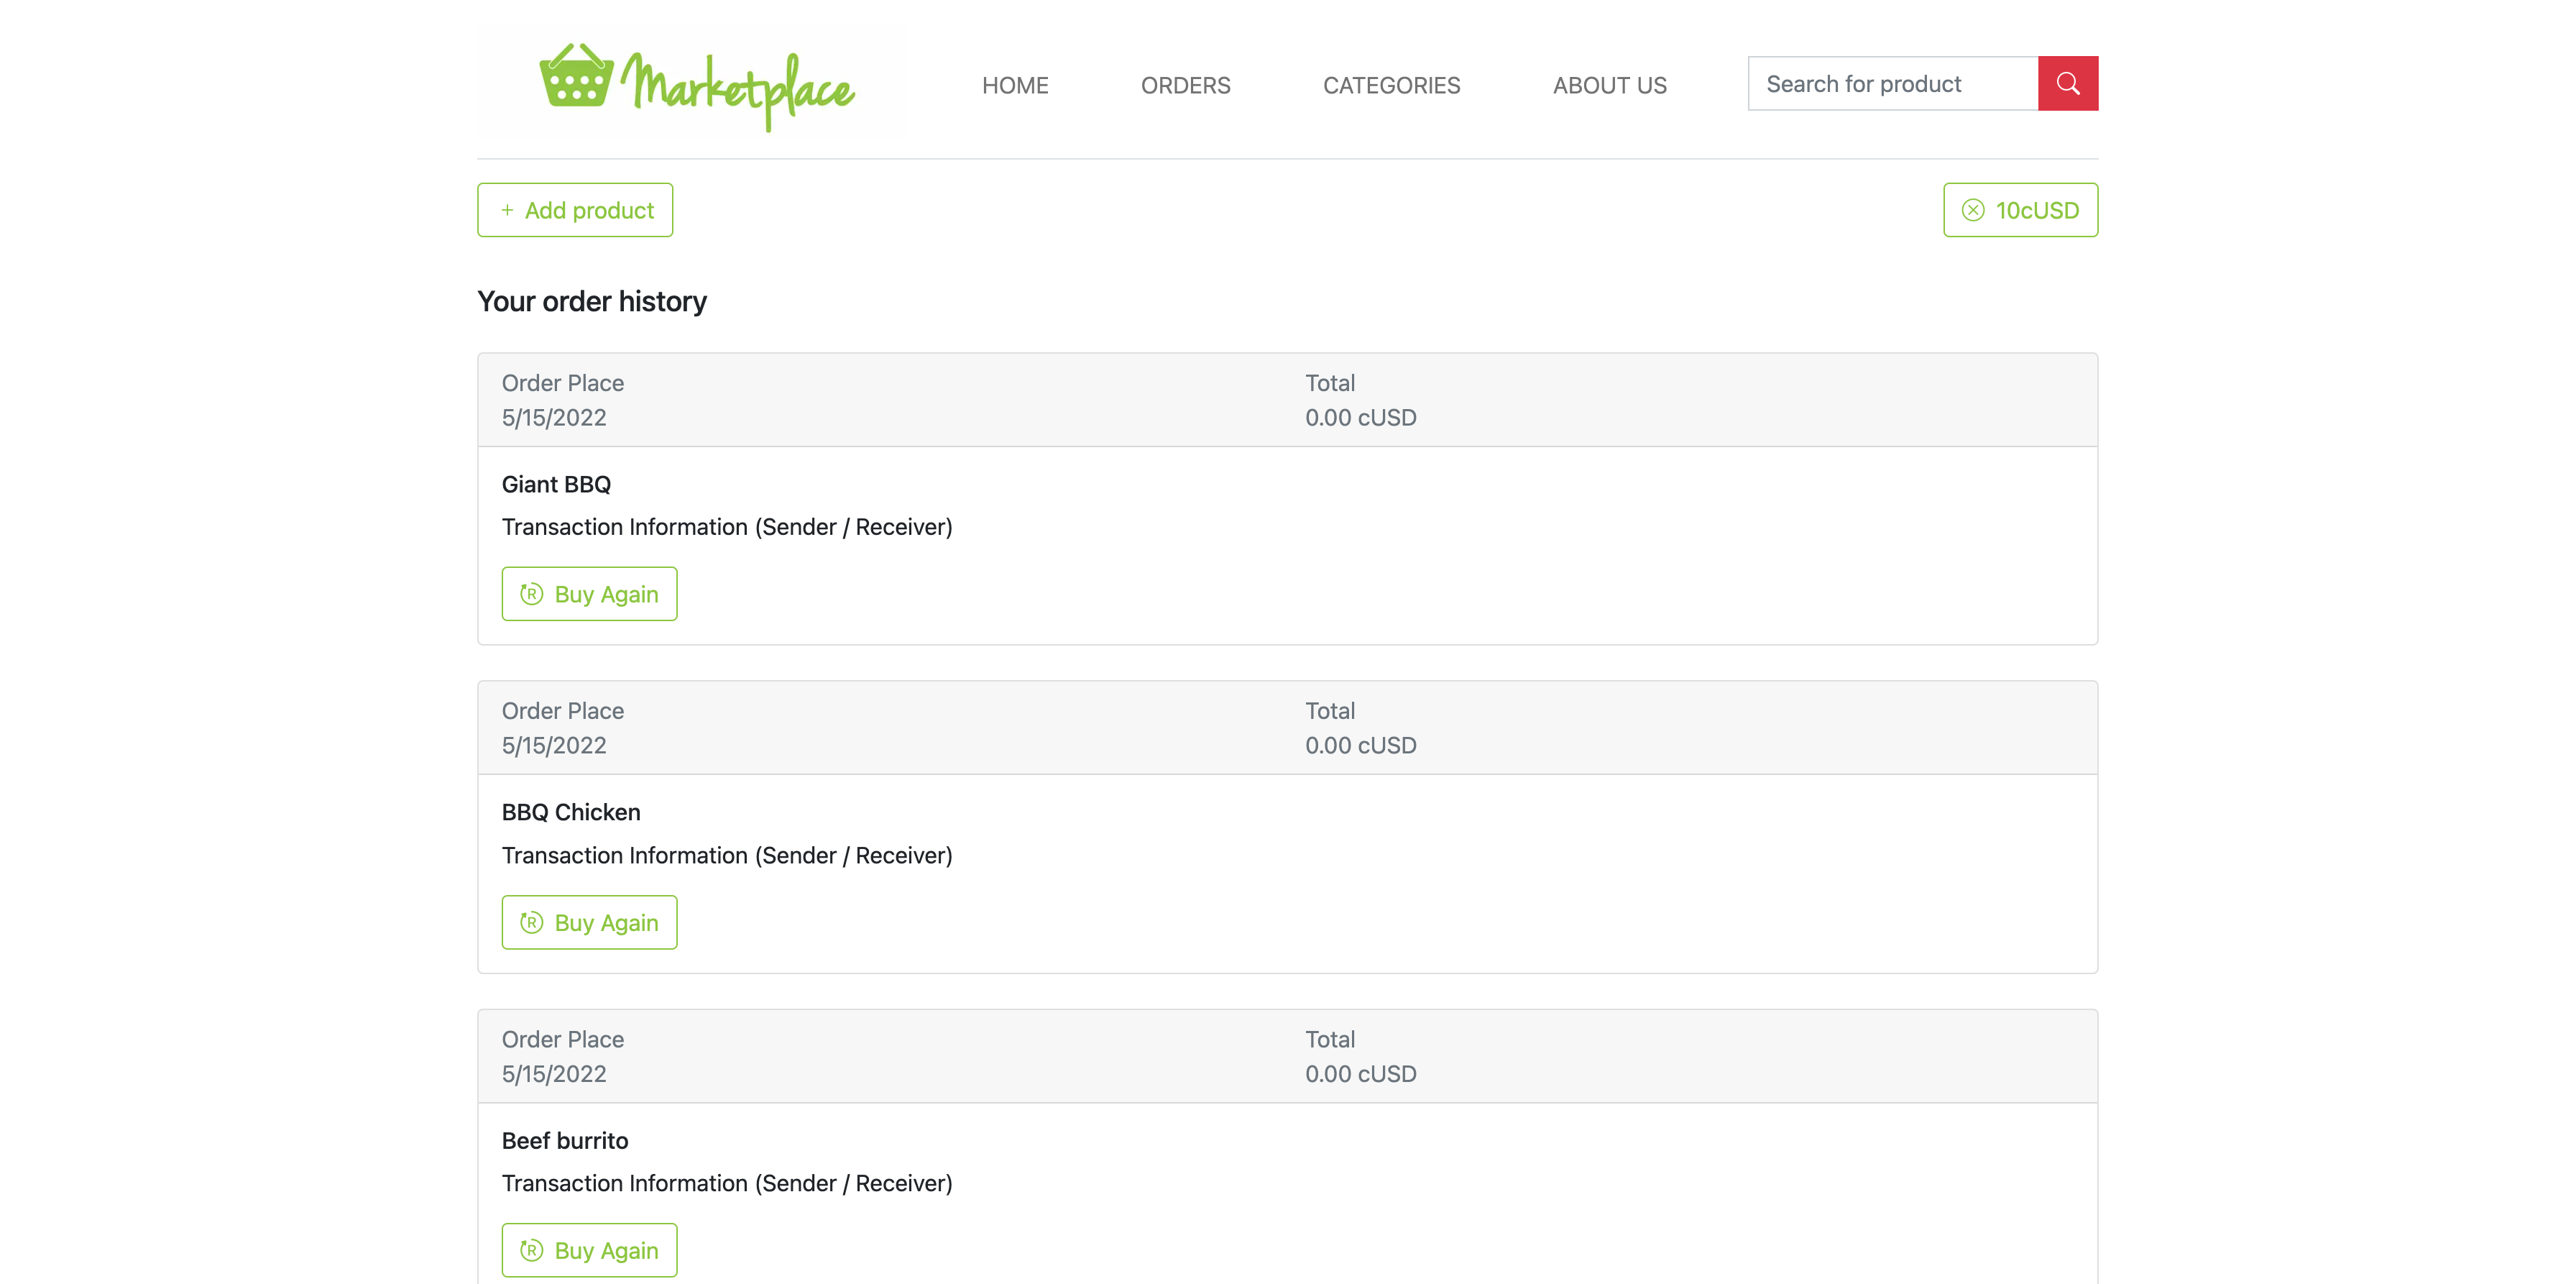 Marketplace
HOME ORDERS CATEGORIES ABOUT US Search for product
+ Add product
10cUSD
Your order history
Order Place Total
5/15/2022 0.00 cUSD
Giant BBQ
Transaction Information (Sender / Receiver)
R Buy Again
Order Place Total
5/15/2022 0.00 cUSD
BBQ Chicken
Transaction Information (Sender / Receiver)
R Buy Again
Order Place Total
5/15/2022 0.00 cUSD
Beef burrito
Transaction Information (Sender / Receiver)
R Buy Again